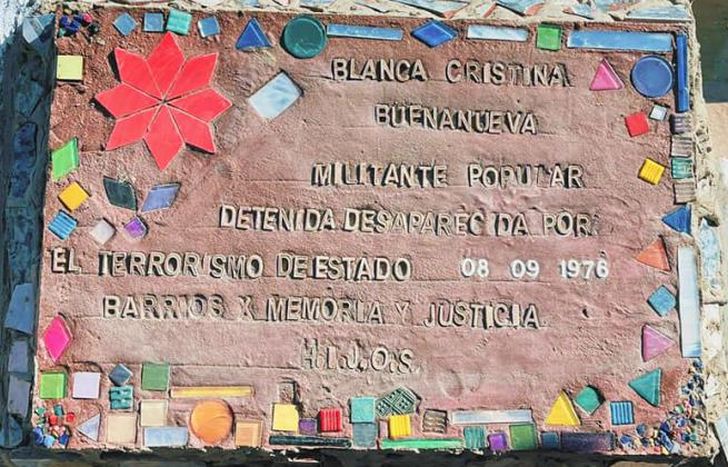 BLANCA CRISTINA
BUENANUEVA
MILITANTE POPULAR
DETENIDA DESAPARECIDA POR
EL TERRORISMO DE ESTADO 08 09 1976
BARRIOS X MEMORIA Y JUSTICIA
H.I.J.O.S.